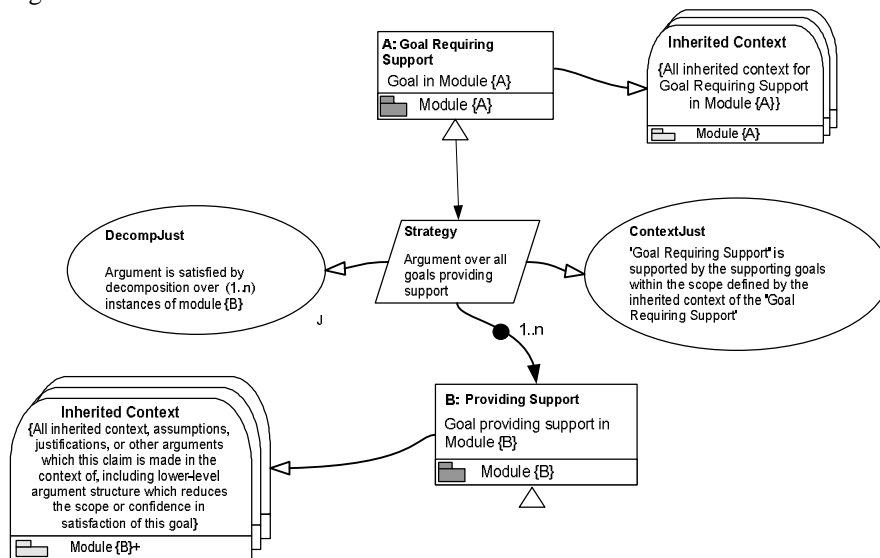 A: Goal Requiring
Support
Goal in Module {A}
Module {A}
Inherited Context
{All inherited context for
Goal Requiring Support
in Module {A}}
Module {A}
DecompJust
Argument is satisfied by
decomposition over (1..n)
instances of module {B}
J
Strategy
Argument over all
goals providing
support
ContextJust
'Goal Requiring Support' is
supported by the supporting goals
within the scope defined by the
inherited context of the 'Goal
Requiring Support'
1..n
B: Providing Support
Goal providing support in
Module {B}
Module {B}
Inherited Context
{All inherited context, assumptions,
justifications, or other arguments
which this claim is made in the
context of, including lower-level
argument structure which reduces
the scope or confidence in
satisfaction of this goal}
Module {B}+